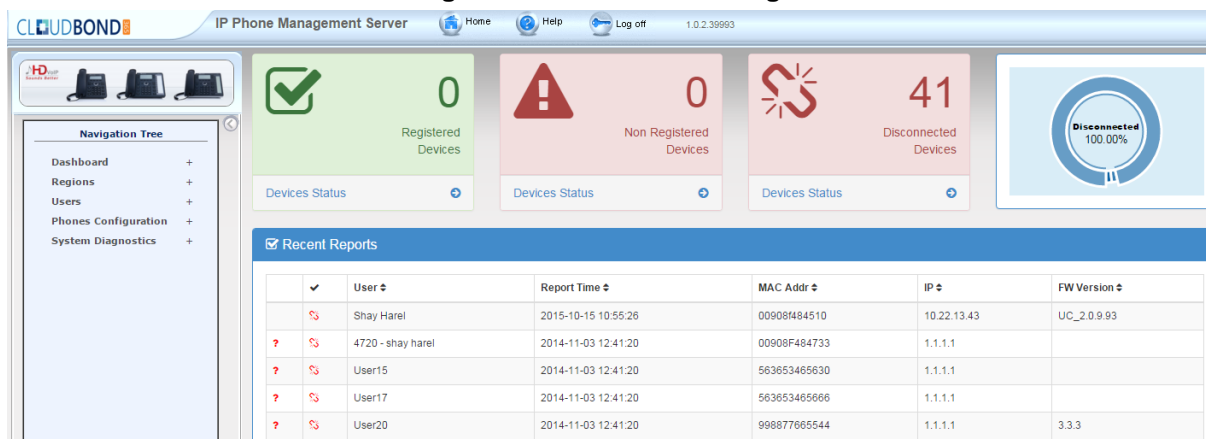 CLOUDBOND
IP Phone Management Server
Home
Help
Log off
1.0.2.39993
HD VoIP
Sounds Better
Navigation Tree
Dashboard +
Regions +
Users +
Phones Configuration +
System Diagnostics +
0
Registered
Devices
Devices Status
0
Non Registered
Devices
Devices Status
41
Disconnected
Devices
Devices Status
Disconnected
100.00%
Recent Reports
User Report Time MAC Addr IP FW Version
Shay Harel 2015-10-15 10:55:26 00908f484510 10.22.13.43 UC_2.0.9.93
? 4720 - shay harel 2014-11-03 12:41:20 00908F484733 1.1.1.1
? User15 2014-11-03 12:41:20 563653465630 1.1.1.1
? User17 2014-11-03 12:41:20 563653465666 1.1.1.1
? User20 2014-11-03 12:41:20 998877665544 1.1.1.1 3.3.3